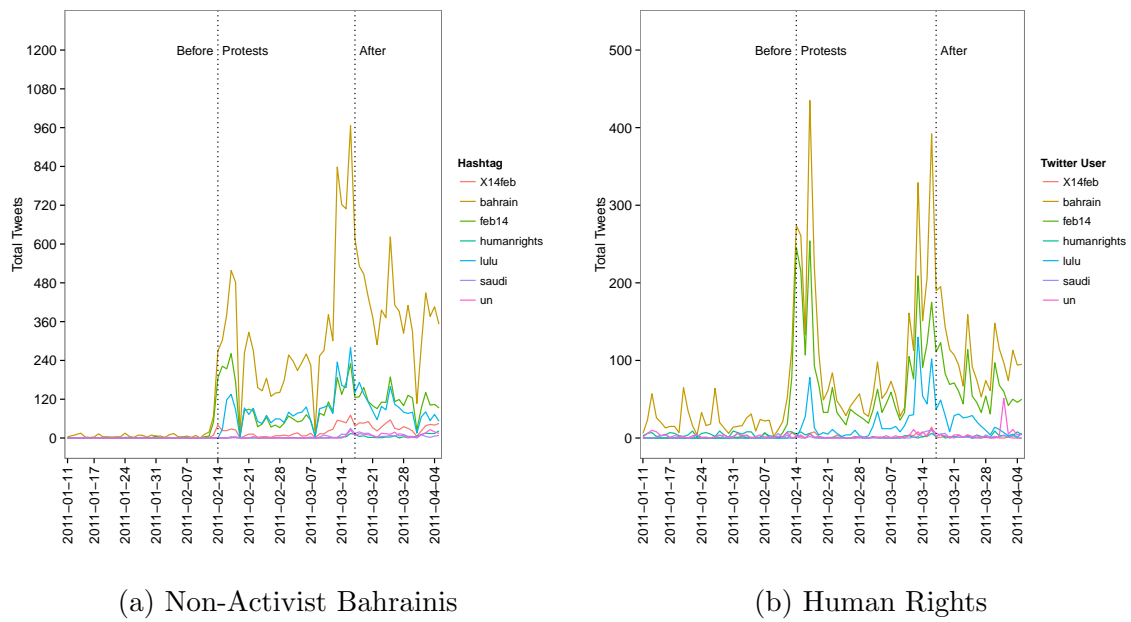 Before
Protests
After
1200
1080
960
840
720
600
480
360
240
120
0
Total Tweets
2011-01-11
2011-01-17
2011-01-24
2011-01-31
2011-02-07
2011-02-14
2011-02-21
2011-02-28
2011-03-07
2011-03-14
2011-03-21
2011-03-28
2011-04-04
Hashtag
X14feb
bahrain
feb14
humanrights
lulu
saudi
un
(a) Non-Activist Bahrainis
Before
Protests
After
500
400
300
200
100
0
Total Tweets
2011-01-11
2011-01-17
2011-01-24
2011-01-31
2011-02-07
2011-02-14
2011-02-21
2011-02-28
2011-03-07
2011-03-14
2011-03-21
2011-03-28
2011-04-04
Twitter User
X14feb
bahrain
feb14
humanrights
lulu
saudi
un
(b) Human Rights